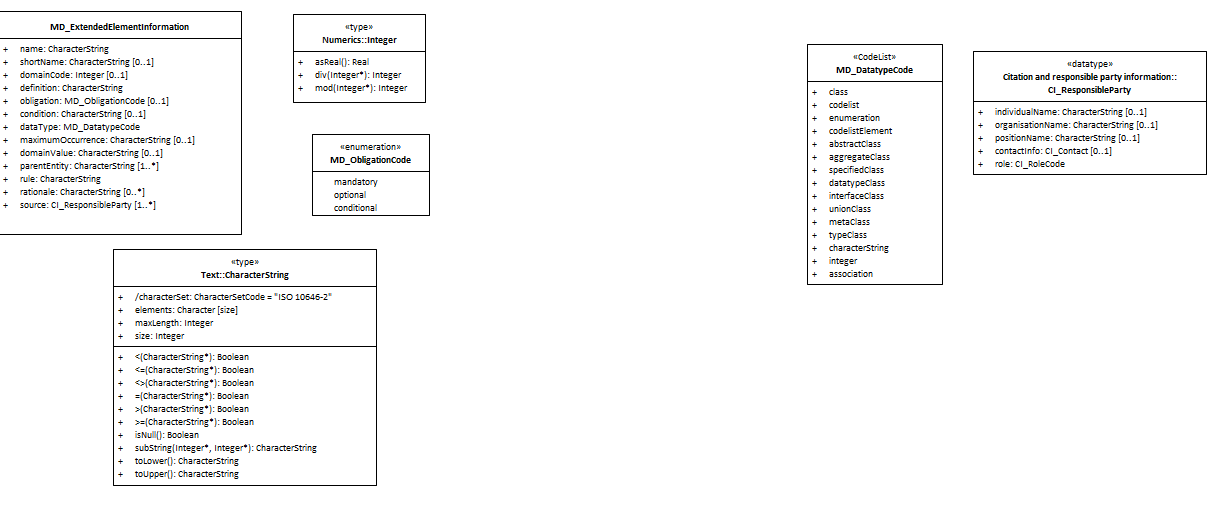 MD_ExtendedElementInformation
+ name: CharacterString
+ shortName: CharacterString [0..1]
+ domainCode: Integer [0..1]
+ definition: CharacterString
+ obligation: MD_ObligationCode [0..1]
+ condition: CharacterString [0..1]
+ dataType: MD_DatatypeCode
+ maximumOccurrence: CharacterString [0..1]
+ domainValue: CharacterString [0..1]
+ parentEntity: CharacterString [1..*]
+ rule: CharacterString
+ rationale: CharacterString [0..*]
+ source: CI_ResponsibleParty [1..*]
«type»
Numerics::Integer
+ asReal(): Real
+ div(Integer*): Integer
+ mod(Integer*): Integer
«enumeration»
MD_ObligationCode
mandatory
optional
conditional
«type»
Text::CharacterString
+ /characterSet: CharacterSetCode = "ISO 10646-2"
+ elements: Character [size]
+ maxLength: Integer
+ size: Integer
+ <(CharacterString*): Boolean
+ <=(CharacterString*): Boolean
+ <>(CharacterString*): Boolean
+ =(CharacterString*): Boolean
+ >(CharacterString*): Boolean
+ >=(CharacterString*): Boolean
+ isNull(): Boolean
+ subString(Integer*, Integer*): CharacterString
+ toLower(): CharacterString
+ toUpper(): CharacterString
«CodeList»
MD_DatatypeCode
+ class
+ codelist
+ enumeration
+ codelistElement
+ abstractClass
+ aggregateClass
+ specifiedClass
+ datatypeClass
+ interfaceClass
+ unionClass
+ metaClass
+ typeClass
+ characterString
+ integer
+ association
«datatype»
Citation and responsible party information::
CI_ResponsibleParty
+ individualName: CharacterString [0..1]
+ organisationName: CharacterString [0..1]
+ positionName: CharacterString [0..1]
+ contactInfo: CI_Contact [0..1]
+ role: CI_RoleCode